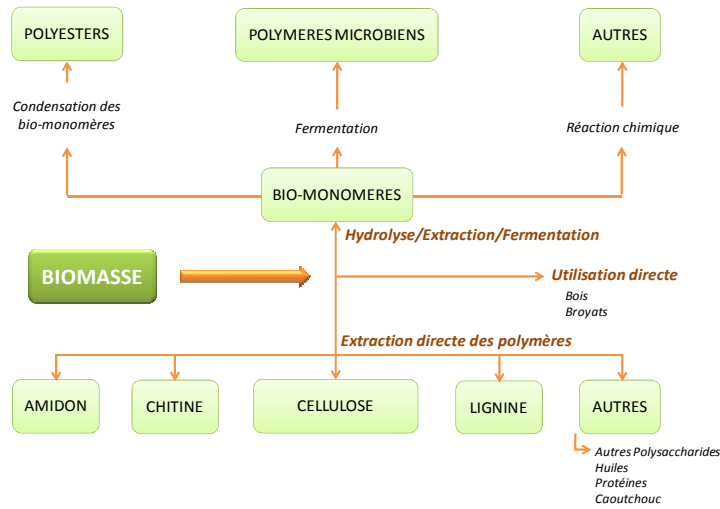 POLYESTERS
POLYMERES MICROBIENS
AUTRES
Condensation des
bio-monomères
Fermentation
Réaction chimique
BIO-MONOMERES
Hydrolyse/Extraction/Fermentation
BIOMASSE
Utilisation directe
Bois
Broyats
Extraction directe des polymères
AMIDON
CHITINE
CELLULOSE
LIGNINE
AUTRES
Autres Polysaccharides
Huiles
Protéines
Caoutchouc